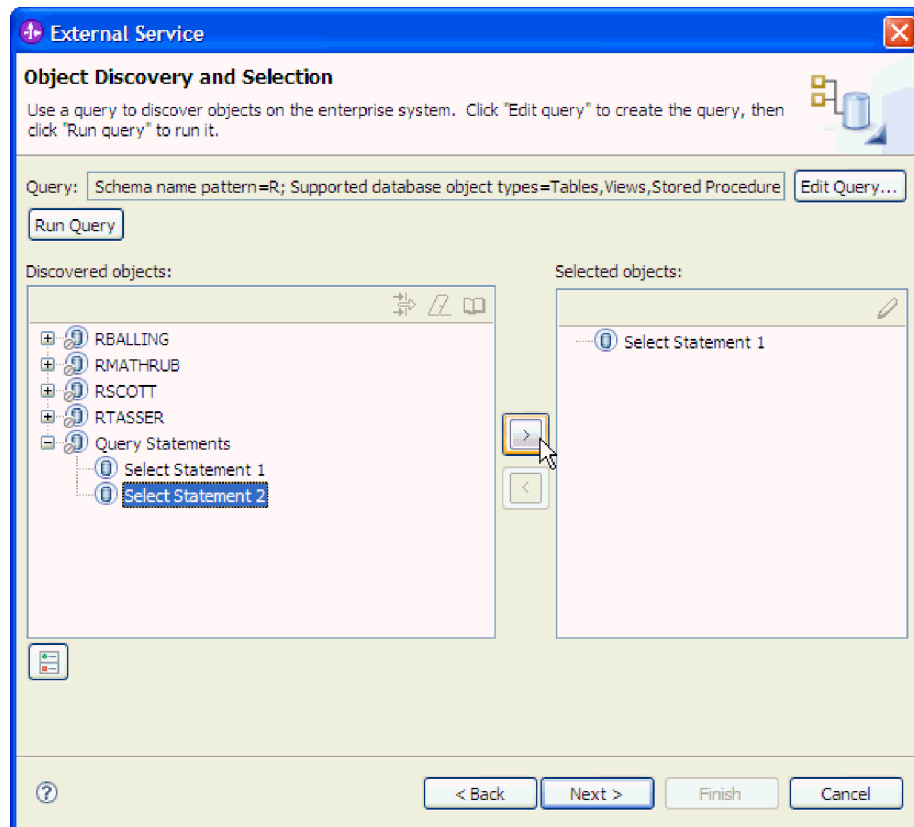 External Service
Object Discovery and Selection
Use a query to discover objects on the enterprise system. Click "Edit query" to create the query, then
click "Run query" to run it.
Query: Schema name pattern=R; Supported database object types=Tables,Views,Stored Procedure Edit Query...
Run Query
Discovered objects: Selected objects:
RBALLING
RMATHRUB
RSCOTT
RTASSER
Query Statements
Select Statement 1
Select Statement 2
>
<
Select Statement 1
? < Back Next > Finish Cancel